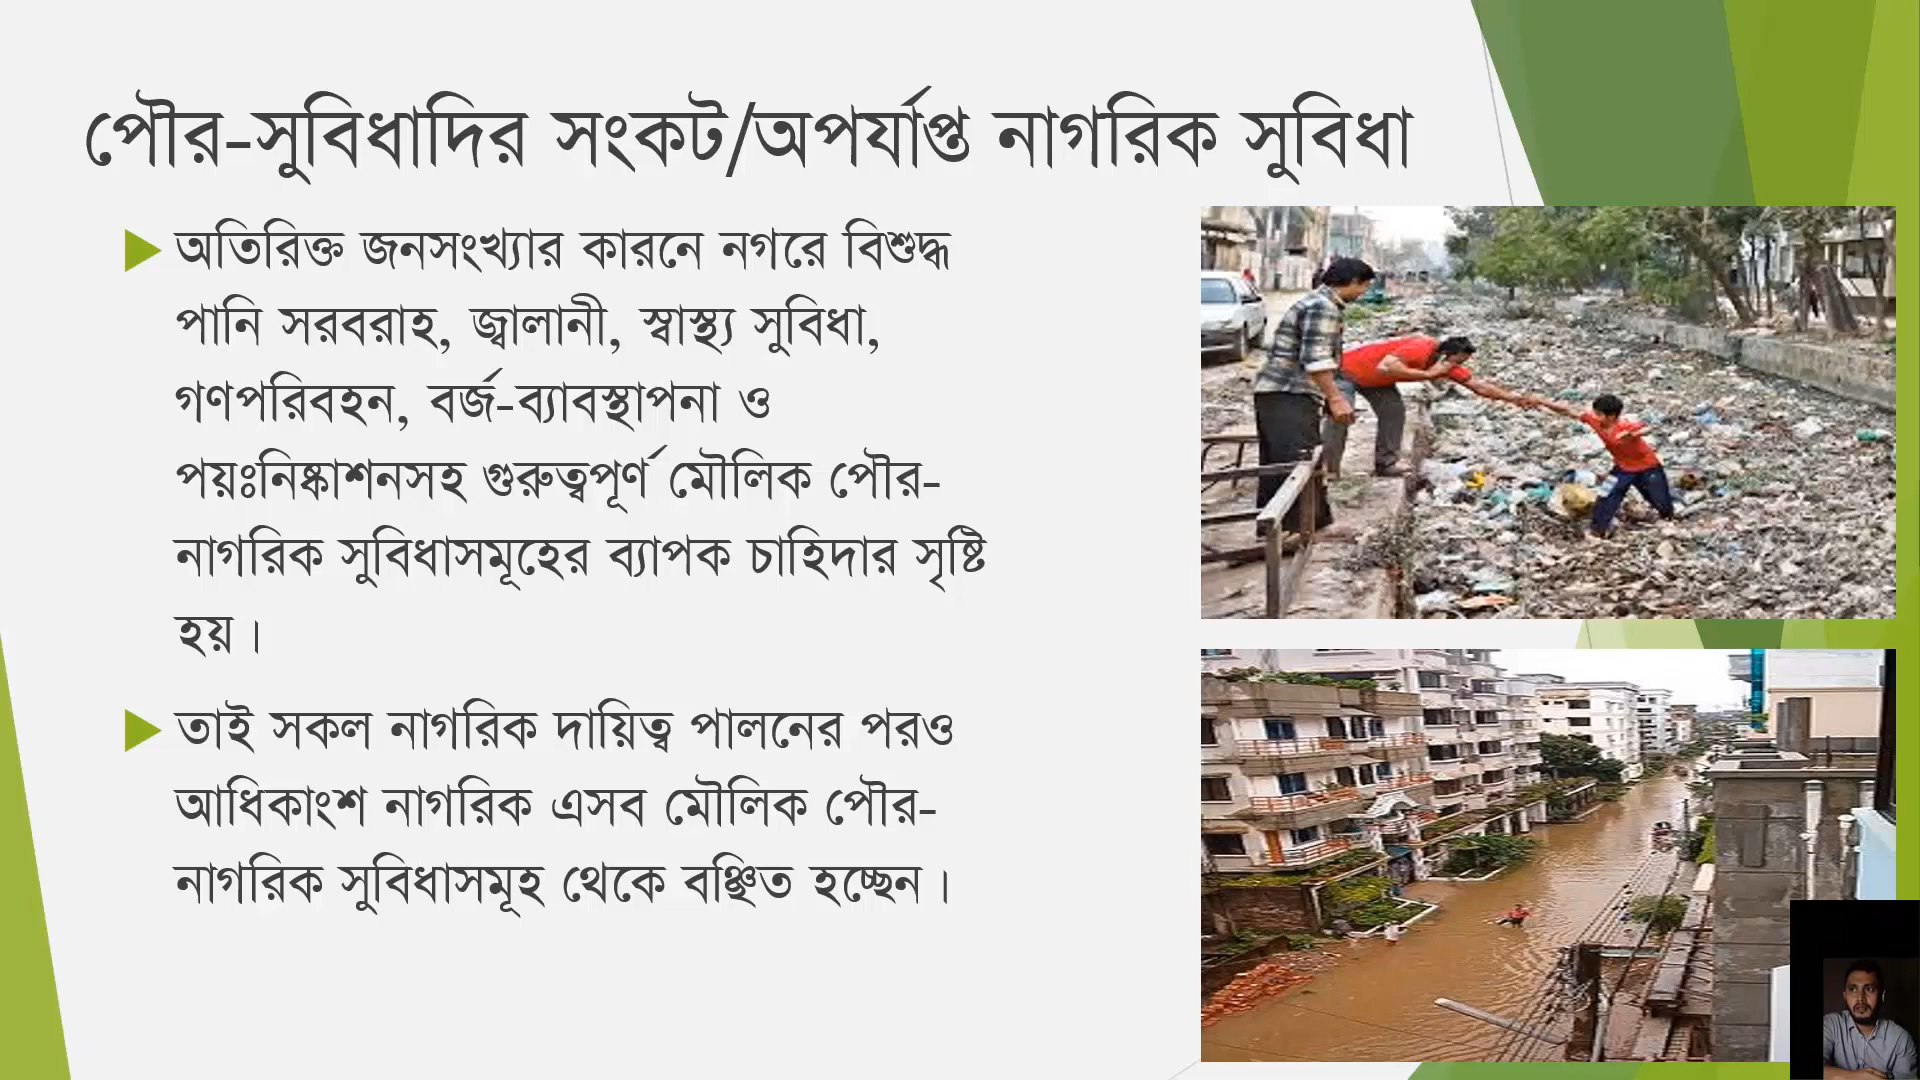 পৌর-সুবিধাদির সংকট/অপর্যাপ্ত নাগরিক সুবিধা
অতিরিক্ত জনসংখ্যার কারনে নগরে বিশুদ্ধ
পানি সরবরাহ, জ্বালানী, স্বাস্থ্য সুবিধা,
গণপরিবহন, বর্জ-ব্যাবস্থাপনা ও
পয়ঃনিষ্কাশনসহ গুরুত্বপূর্ণ মৌলিক পৌর-
নাগরিক সুবিধাসমূহের ব্যাপক চাহিদার সৃষ্টি
হয়।
তাই সকল নাগরিক দায়িত্ব পালনের পরও
আধিকাংশ নাগরিক এসব মৌলিক পৌর-
নাগরিক সুবিধাসমূহ থেকে বঞ্চিত হচ্ছেন।